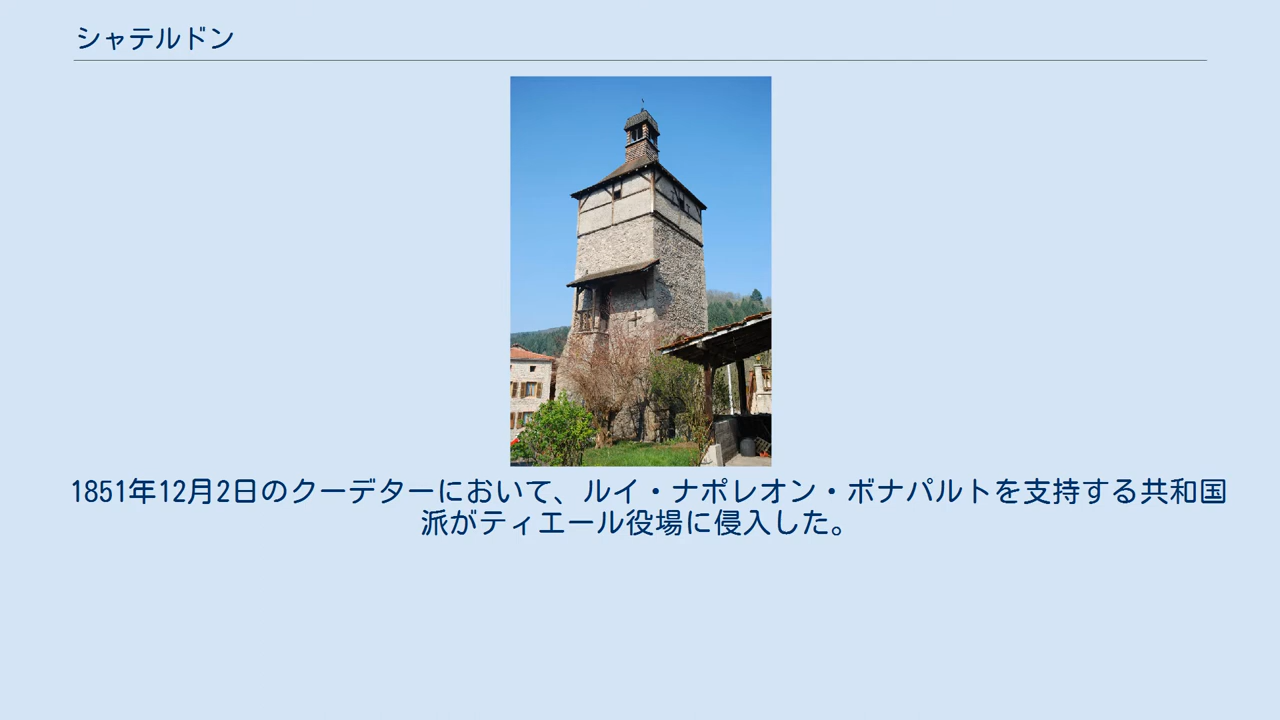 シャテルドン
1851年12月2日のクーデターにおいて、ルイ・ナポレオン・ボナパルトを支持する共和国
派がティエール役場に侵入した。